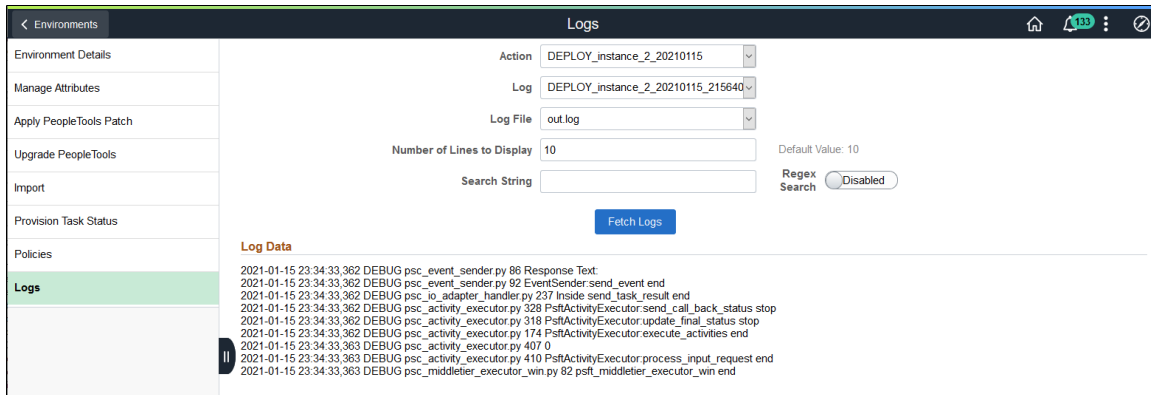 Environments
Logs
133
Environment Details
Manage Attributes
Apply PeopleTools Patch
Upgrade PeopleTools
Import
Provision Task Status
Policies
Logs
Action DEPLOY_instance_2_20210115
Log DEPLOY_instance_2_20210115_215640
Log File out.log
Number of Lines to Display 10 Default Value: 10
Search String
Regex Search Disabled
Fetch Logs
Log Data
2021-01-15 23:34:33,362 DEBUG psc_event_sender.py 86 Response Text:
2021-01-15 23:34:33,362 DEBUG psc_event_sender.py 92 EventSender:send_event end
2021-01-15 23:34:33,362 DEBUG psc_io_adapter_handler.py 237 Inside send_task_result end
2021-01-15 23:34:33,362 DEBUG psc_activity_executor.py 328 PsftActivityExecutor:send_call_back_status stop
2021-01-15 23:34:33,362 DEBUG psc_activity_executor.py 318 PsftActivityExecutor:update_final_status stop
2021-01-15 23:34:33,362 DEBUG psc_activity_executor.py 174 PsftActivityExecutor:execute_activities end
2021-01-15 23:34:33,363 DEBUG psc_activity_executor.py 407 0
2021-01-15 23:34:33,363 DEBUG psc_activity_executor.py 410 PsftActivityExecutor:process_input_request end
2021-01-15 23:34:33,363 DEBUG psc_middletier_executor_win.py 82 psft_middletier_executor_win end